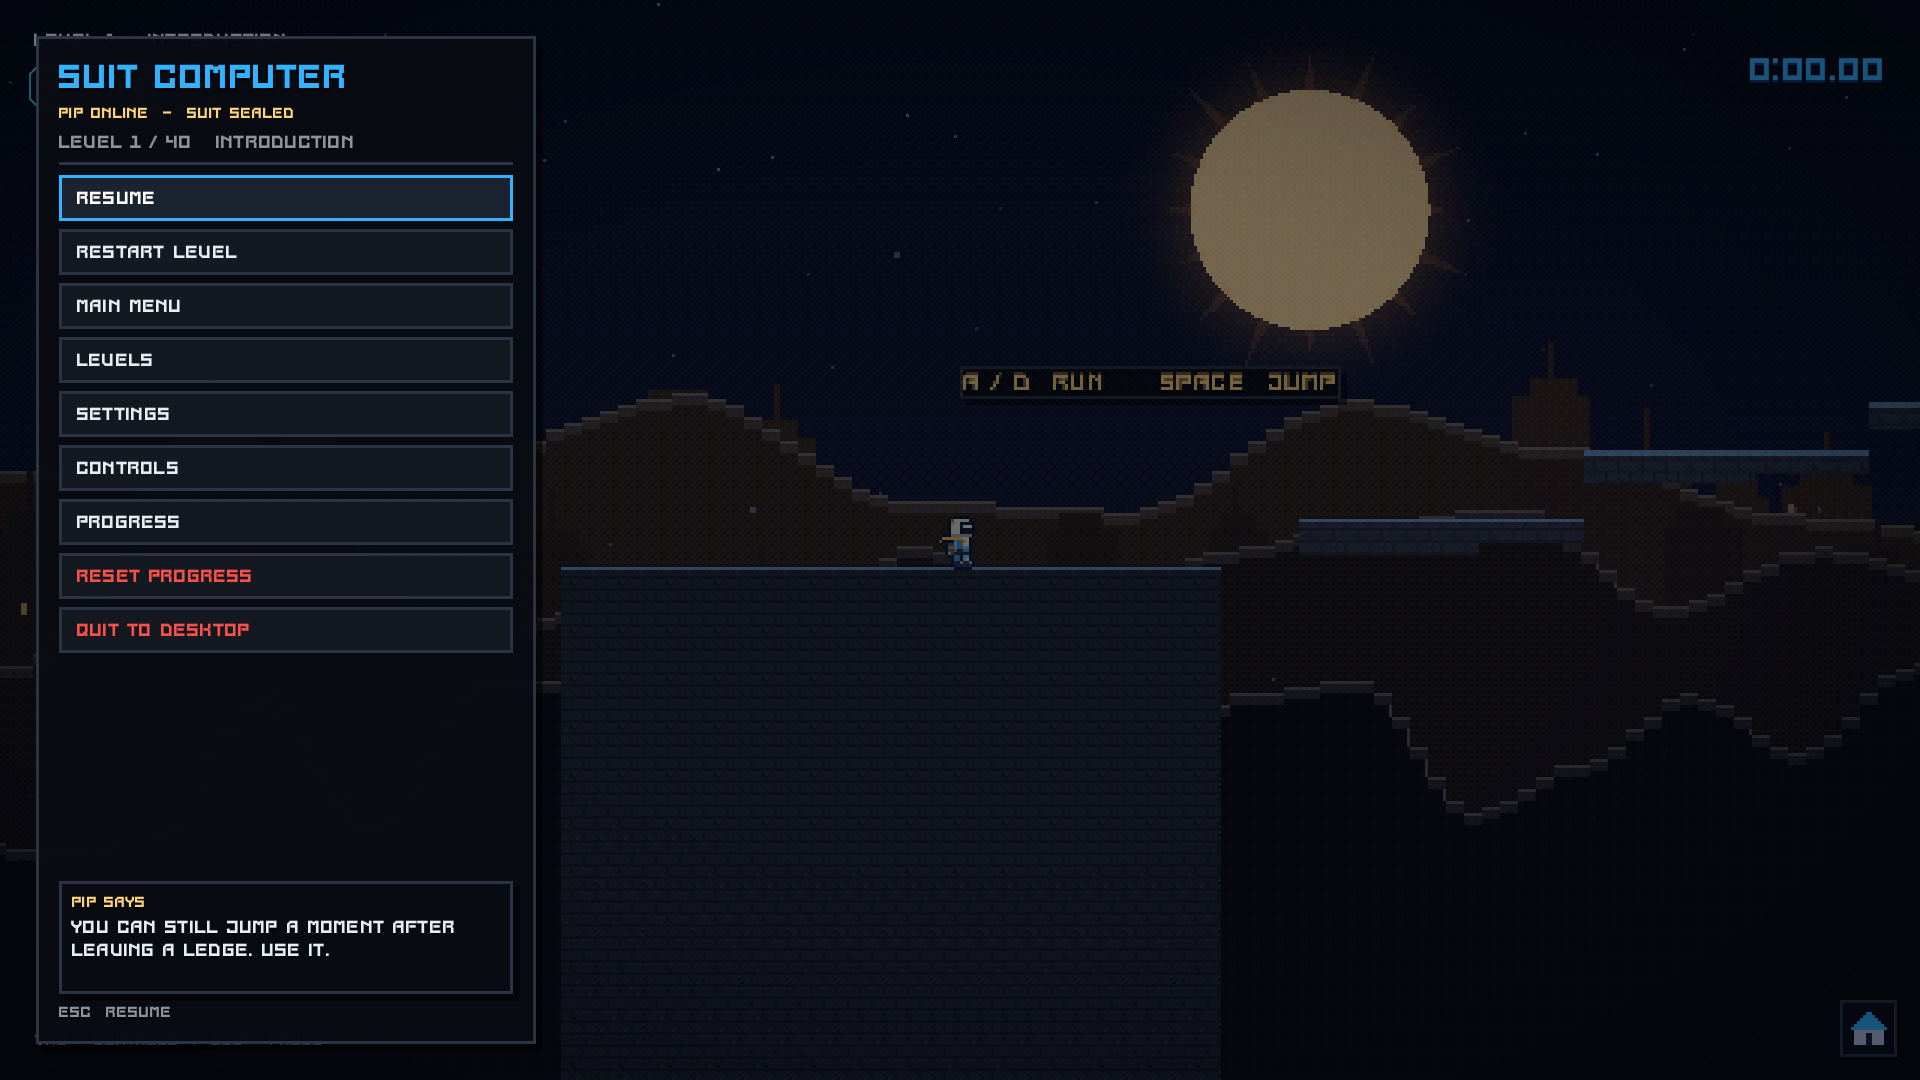 SUIT COMPUTER
PIP ONLINE - SUIT SEALED
LEVEL 1 / 40 INTRODUCTION
RESUME
RESTART LEVEL
MAIN MENU
LEVELS
SETTINGS
CONTROLS
PROGRESS
RESET PROGRESS
QUIT TO DESKTOP
PIP SAYS
YOU CAN STILL JUMP A MOMENT AFTER
LEAVING A LEDGE. USE IT.
ESC RESUME
0:00.00
A / D RUN SPACE JUMP